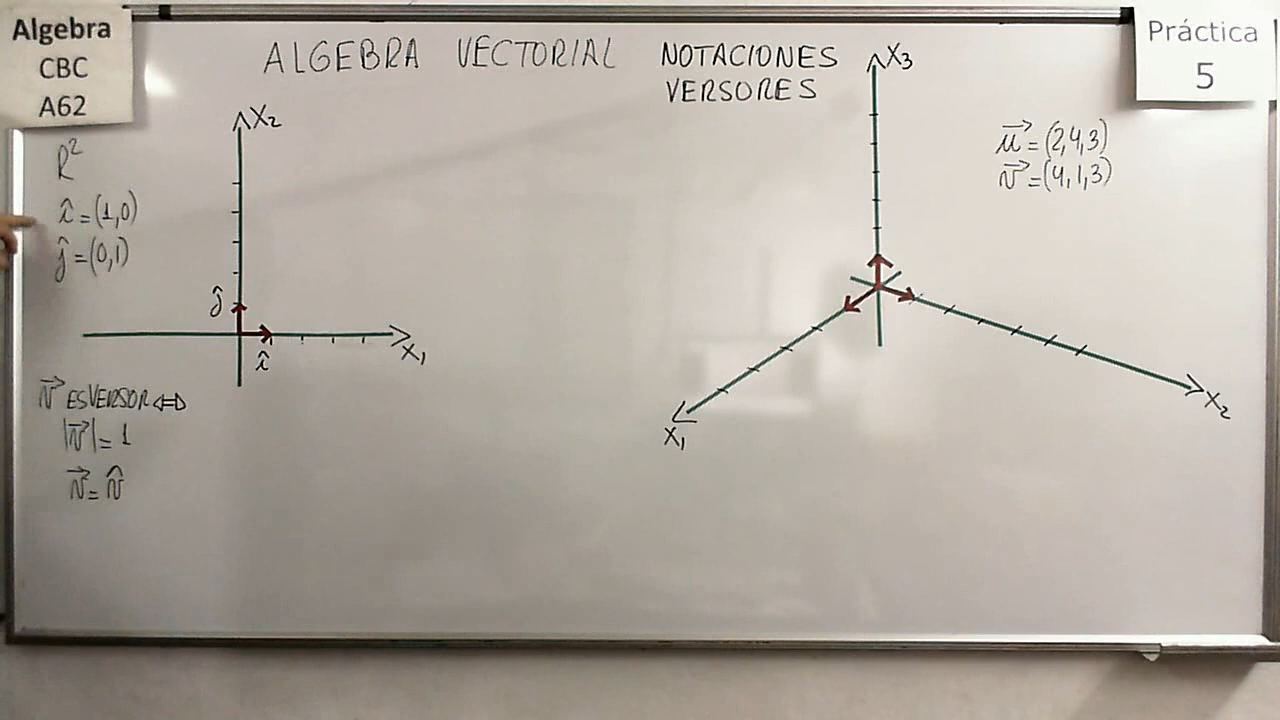 Algebra
CBC
A62
ALGEBRA VECTORIAL NOTACIONES
VERSORES
Práctica
5
R²
î=(1,0)
ĵ=(0,1)
X₂
ĵ
î
X₁
v⃗ ES VERSOR⇔
|v⃗|=1
v⃗=v̂
X₃
X₁
X₂
u⃗=(2,4,3)
v⃗=(4,1,3)